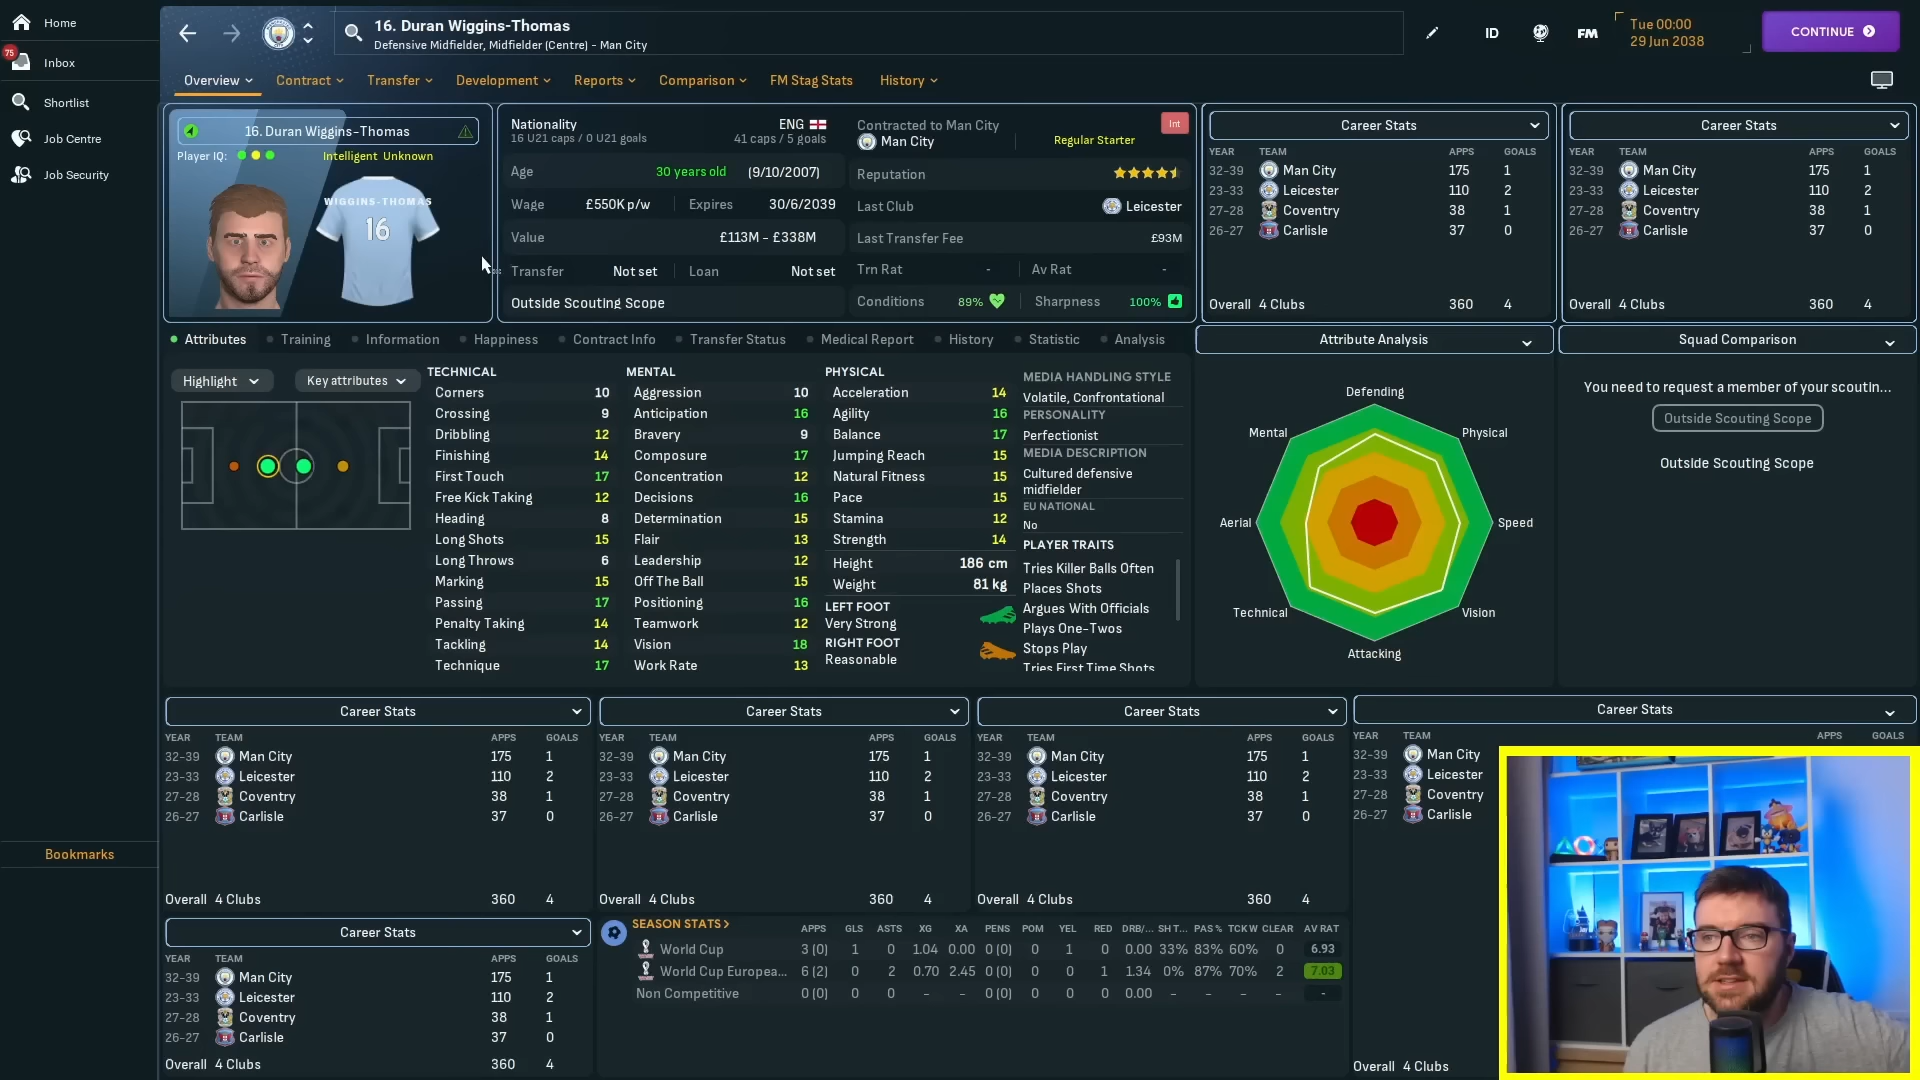 Home
75
Inbox
Shortlist
Job Centre
Job Security
Bookmarks
16. Duran Wiggins-Thomas
Defensive Midfielder, Midfielder (Centre) - Man City
ID
FM
Tue 00:00
29 Jun 2038
CONTINUE
Overview Contract Transfer Development Reports Comparison FM Stag Stats History
16. Duran Wiggins-Thomas
Player IQ: Intelligent Unknown
WIGGINS-THOMAS
16
Nationality ENG
16 U21 caps / 0 U21 goals 41 caps / 5 goals
Age 30 years old (9/10/2007)
Wage £550K p/w Expires 30/6/2039
Value £113M - £338M
Transfer Not set Loan Not set
Outside Scouting Scope
Contracted to Man City Int
Man City Regular Starter
Reputation
Last Club Leicester
Last Transfer Fee £93M
Trn Rat - Av Rat -
Conditions 89% Sharpness 100%
Career Stats
YEAR TEAM APPS GOALS
32-39 Man City 175 1
23-33 Leicester 110 2
27-28 Coventry 38 1
26-27 Carlisle 37 0
Overall 4 Clubs 360 4
Career Stats
YEAR TEAM APPS GOALS
32-39 Man City 175 1
23-33 Leicester 110 2
27-28 Coventry 38 1
26-27 Carlisle 37 0
Overall 4 Clubs 360 4
Attributes Training Information Happiness Contract Info Transfer Status Medical Report History Statistic Analysis
Highlight Key attributes
TECHNICAL
Corners 10
Crossing 9
Dribbling 12
Finishing 14
First Touch 17
Free Kick Taking 12
Heading 8
Long Shots 15
Long Throws 6
Marking 15
Passing 17
Penalty Taking 14
Tackling 14
Technique 17
MENTAL
Aggression 10
Anticipation 16
Bravery 9
Composure 17
Concentration 12
Decisions 16
Determination 15
Flair 13
Leadership 12
Off The Ball 15
Positioning 16
Teamwork 12
Vision 18
Work Rate 13
PHYSICAL
Acceleration 14
Agility 16
Balance 17
Jumping Reach 15
Natural Fitness 15
Pace 15
Stamina 12
Strength 14
Height 186 cm
Weight 81 kg
LEFT FOOT
Very Strong
RIGHT FOOT
Reasonable
MEDIA HANDLING STYLE
Volatile, Confrontational
PERSONALITY
Perfectionist
MEDIA DESCRIPTION
Cultured defensive
midfielder
EU NATIONAL
No
PLAYER TRAITS
Tries Killer Balls Often
Places Shots
Argues With Officials
Plays One-Twos
Stops Play
Tries First Time Shots
Attribute Analysis
Defending
Mental Physical
Aerial Speed
Technical Vision
Attacking
Squad Comparison
You need to request a member of your scoutin...
Outside Scouting Scope
Outside Scouting Scope
Career Stats
YEAR TEAM APPS GOALS
32-39 Man City 175 1
23-33 Leicester 110 2
27-28 Coventry 38 1
26-27 Carlisle 37 0
Overall 4 Clubs 360 4
Career Stats
YEAR TEAM APPS GOALS
32-39 Man City 175 1
23-33 Leicester 110 2
27-28 Coventry 38 1
26-27 Carlisle 37 0
Overall 4 Clubs 360 4
Career Stats
YEAR TEAM APPS GOALS
32-39 Man City 175 1
23-33 Leicester 110 2
27-28 Coventry 38 1
26-27 Carlisle 37 0
Overall 4 Clubs 360 4
Career Stats
YEAR TEAM APPS GOALS
32-39 Man City
23-33 Leicester
27-28 Coventry
26-27 Carlisle
Overall 4 Clubs
Career Stats
YEAR TEAM APPS GOALS
32-39 Man City 175 1
23-33 Leicester 110 2
27-28 Coventry 38 1
26-27 Carlisle 37 0
Overall 4 Clubs 360 4
SEASON STATS > APPS GLS ASTS XG XA PENS POM YEL RED DRB/... SH T... PAS % TCK W CLEAR AV RAT
World Cup 3 (0) 1 0 1.04 0.00 0 (0) 0 1 0 0.00 33% 83% 60% 0 6.93
World Cup Europea... 6 (2) 0 2 0.70 2.45 0 (0) 0 0 1 1.34 0% 87% 70% 2 7.03
Non Competitive 0 (0) 0 0 - - 0 (0) 0 0 0 0.00 - - - - -